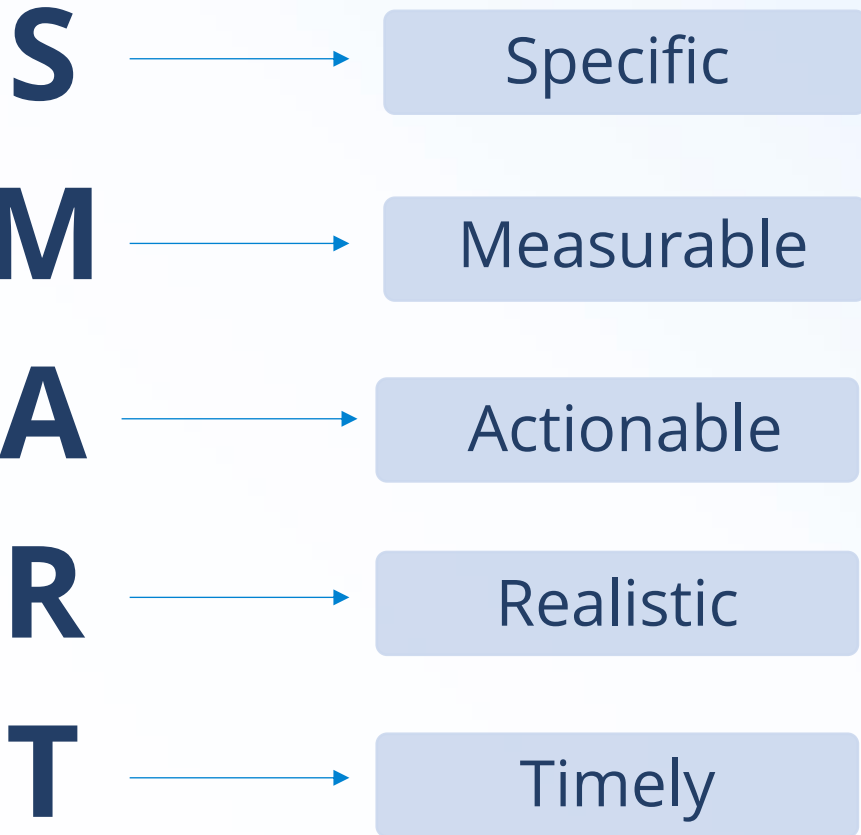 S Specific
M Measurable
A Actionable
R Realistic
T Timely